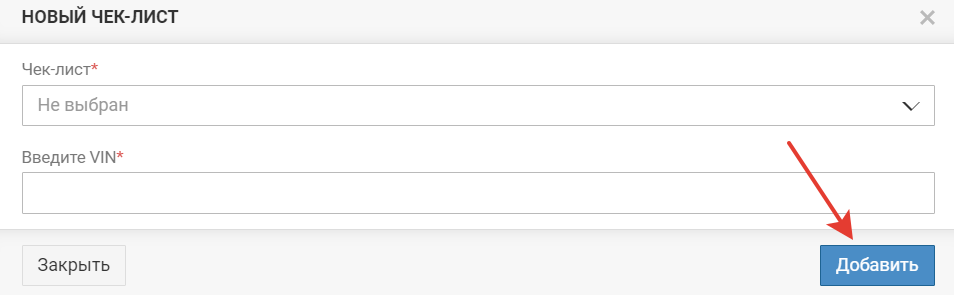 НОВЫЙ ЧЕК-ЛИСТ
Чек-лист*
Не выбран
Введите VIN*
Закрыть
Добавить